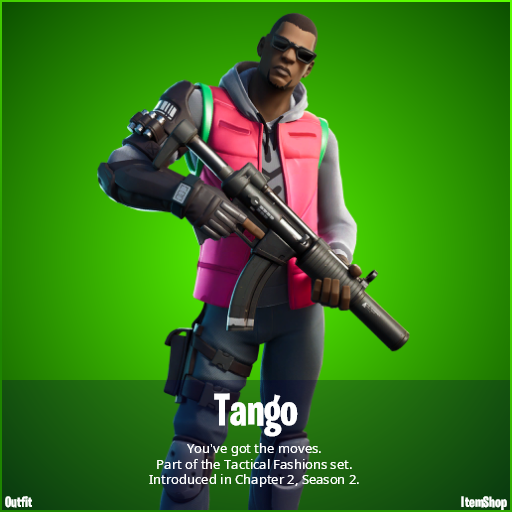 Tango
You've got the moves.
Part of the Tactical Fashions set.
Introduced in Chapter 2, Season 2.
Outfit
ItemShop